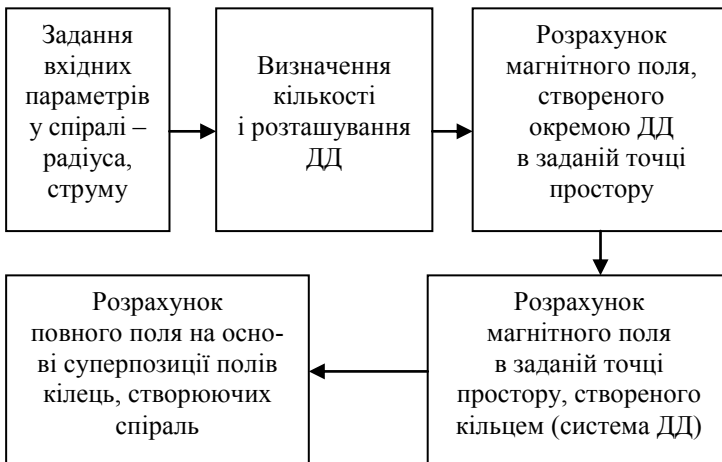 Задання
вхідних
параметрів
у спіралі –
радіуса,
струму
Визначення
кількості
і розташування
ДД
Розрахунок
магнітного поля,
створеного
окремою ДД
в заданій точці
простору
Розрахунок
магнітного поля
в заданій точці
простору, створеного
кільцем (система ДД)
Розрахунок
повного поля на осно-
ві суперпозиції полів
кілець, створюючих
спіраль